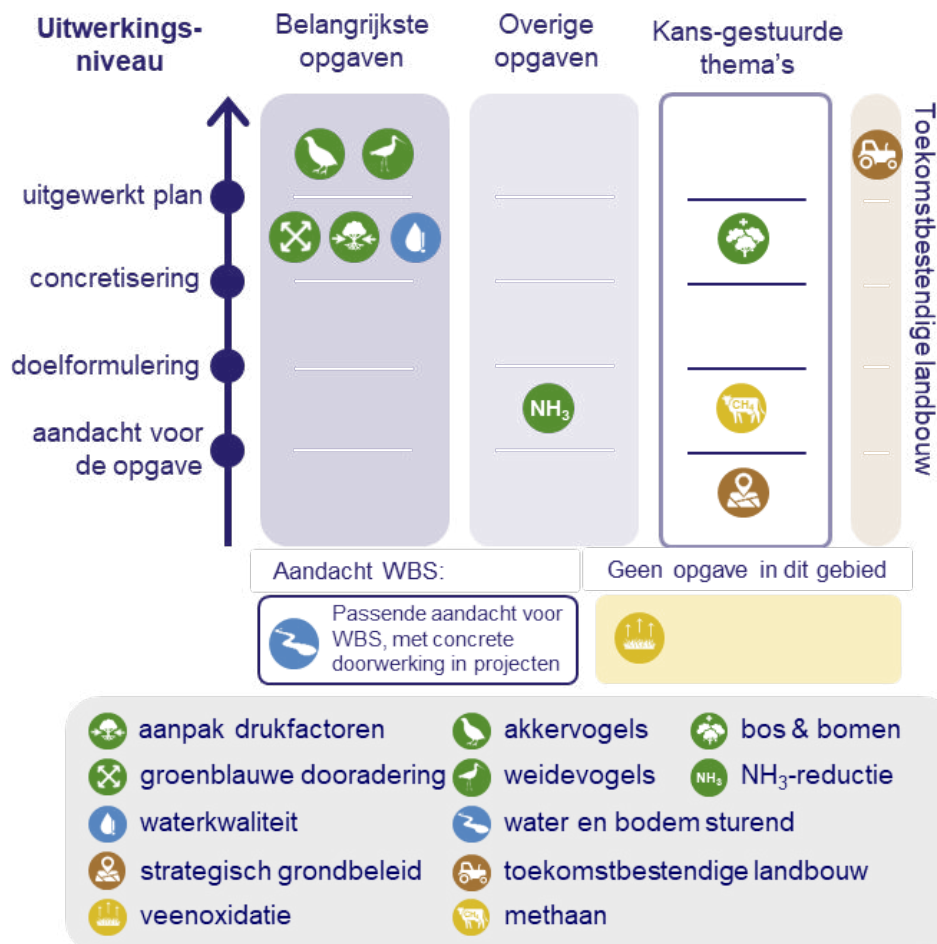 Uitwerkings-
niveau
Belangrijkste
opgaven
Overige
opgaven
Kans-gestuurde
thema's
Toekomstbestendige landbouw
uitgewerkt plan
concretisering
doelformulering
aandacht voor
de opgave
NH₃
CH₄
Aandacht WBS:
Geen opgave in dit gebied
Passende aandacht voor
WBS, met concrete
doorwerking in projecten
aanpak drukfactoren
akkervogels
bos & bomen
groenblauwe dooradering
weidevogels
NH₃
NH₃-reductie
waterkwaliteit
water en bodem sturend
strategisch grondbeleid
toekomstbestendige landbouw
veenoxidatie
CH₄
methaan